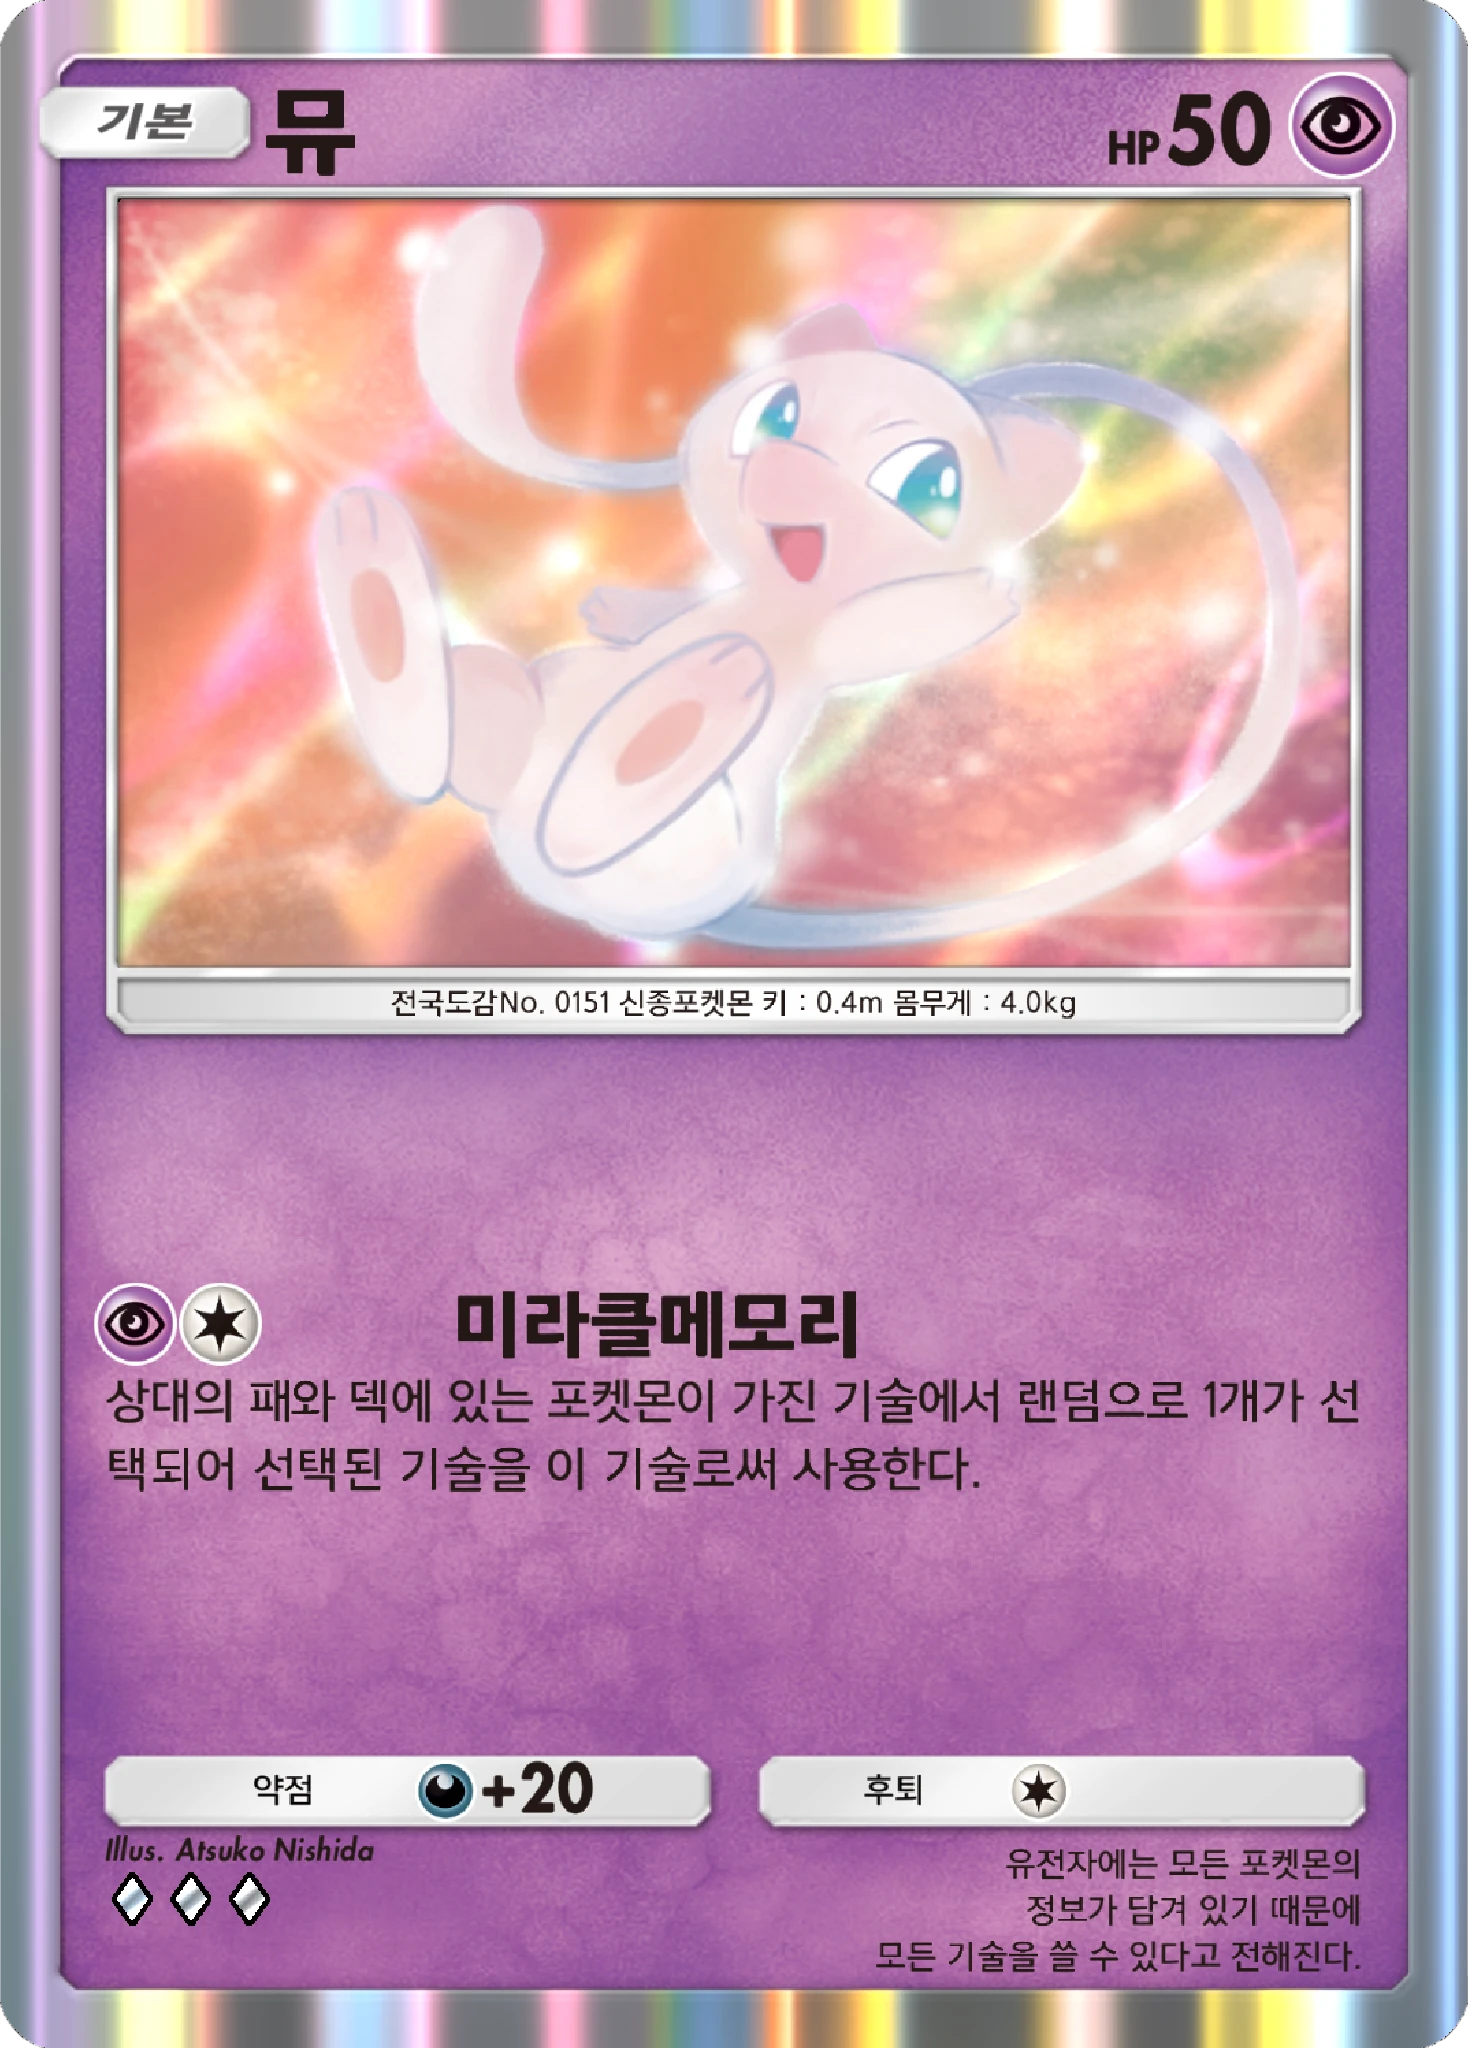 기본 뮤 HP 50
전국도감No. 0151 신종포켓몬 키 : 0.4m 몸무게 : 4.0kg
미라클메모리
상대의 패와 덱에 있는 포켓몬이 가진 기술에서 랜덤으로 1개가 선
택되어 선택된 기술을 이 기술로써 사용한다.
약점 +20 후퇴
Illus. Atsuko Nishida
유전자에는 모든 포켓몬의
정보가 담겨 있기 때문에
모든 기술을 쓸 수 있다고 전해진다.